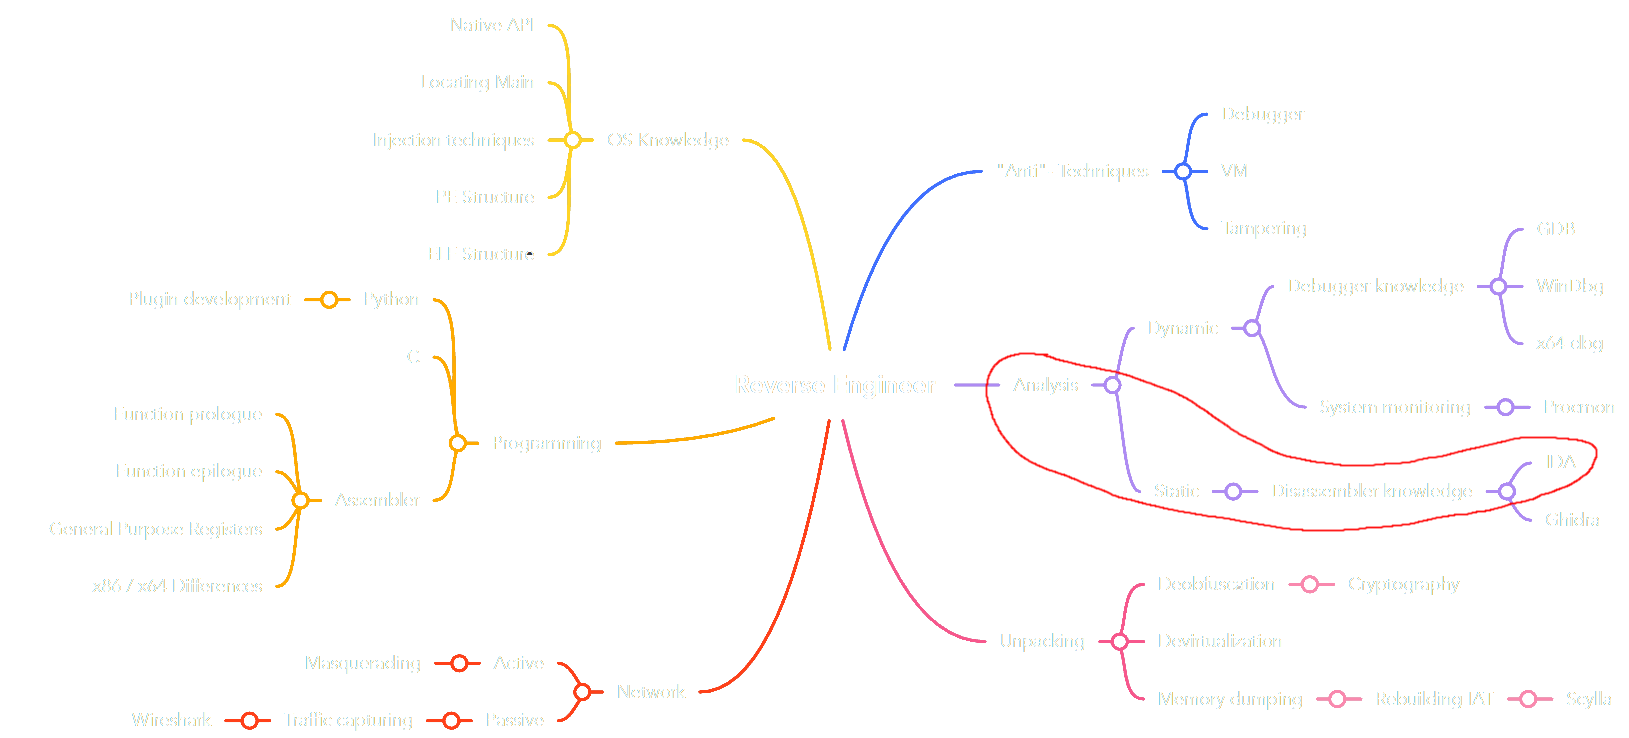 Native API
Locating Main
Injection techniques
OS Knowledge
PE Structure
ELF Structure
Plugin development
Python
C
Function prologue
Programming
Function epilogue
Assembler
General Purpose Registers
x86 / x64 Differences
Masquerading
Active
Network
Wireshark
Traffic capturing
Passive
Reverse Engineer
Debugger
"Anti" - Techniques
VM
Tampering
GDB
Debugger knowledge
WinDbg
Dynamic
x64 dbg
Analysis
System monitoring
Procmon
IDA
Static
Disassembler knowledge
Ghidra
Deobfuscation
Cryptography
Unpacking
Devirtualization
Memory dumping
Rebuilding IAT
Scylla